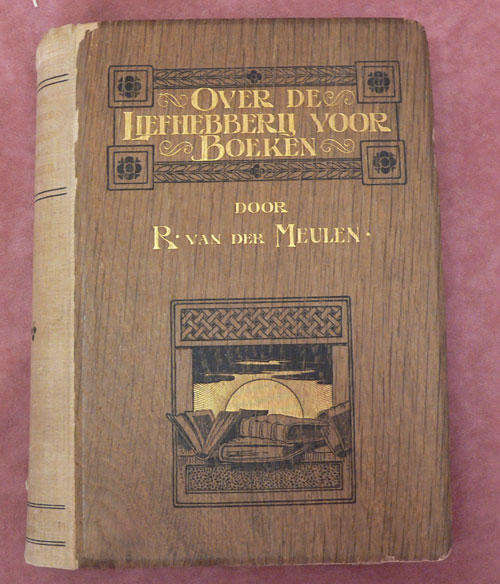 OVER DE
LIEFHEBBERIJ VOOR
BOEKEN
DOOR
R. VAN DER MEULEN.